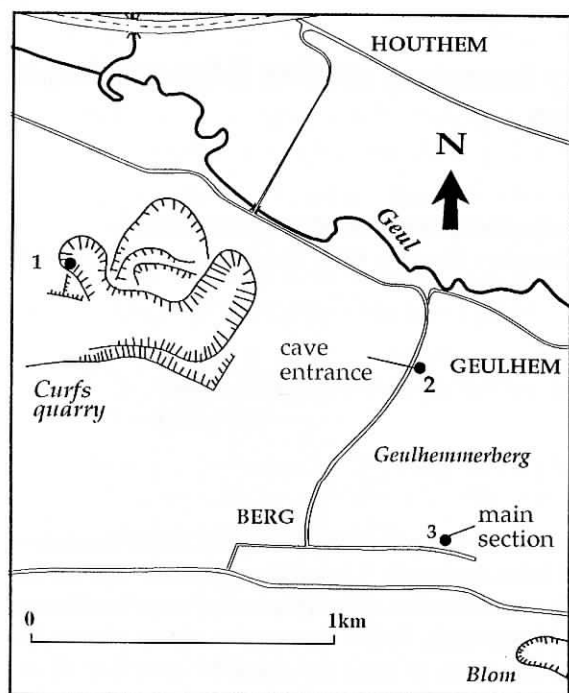 HOUTHEM
N
Geul
1
cave
entrance
GEULHEM
2
Curfs
quarry
Geulhemmerberg
BERG
3
main
section
0
1km
Blom